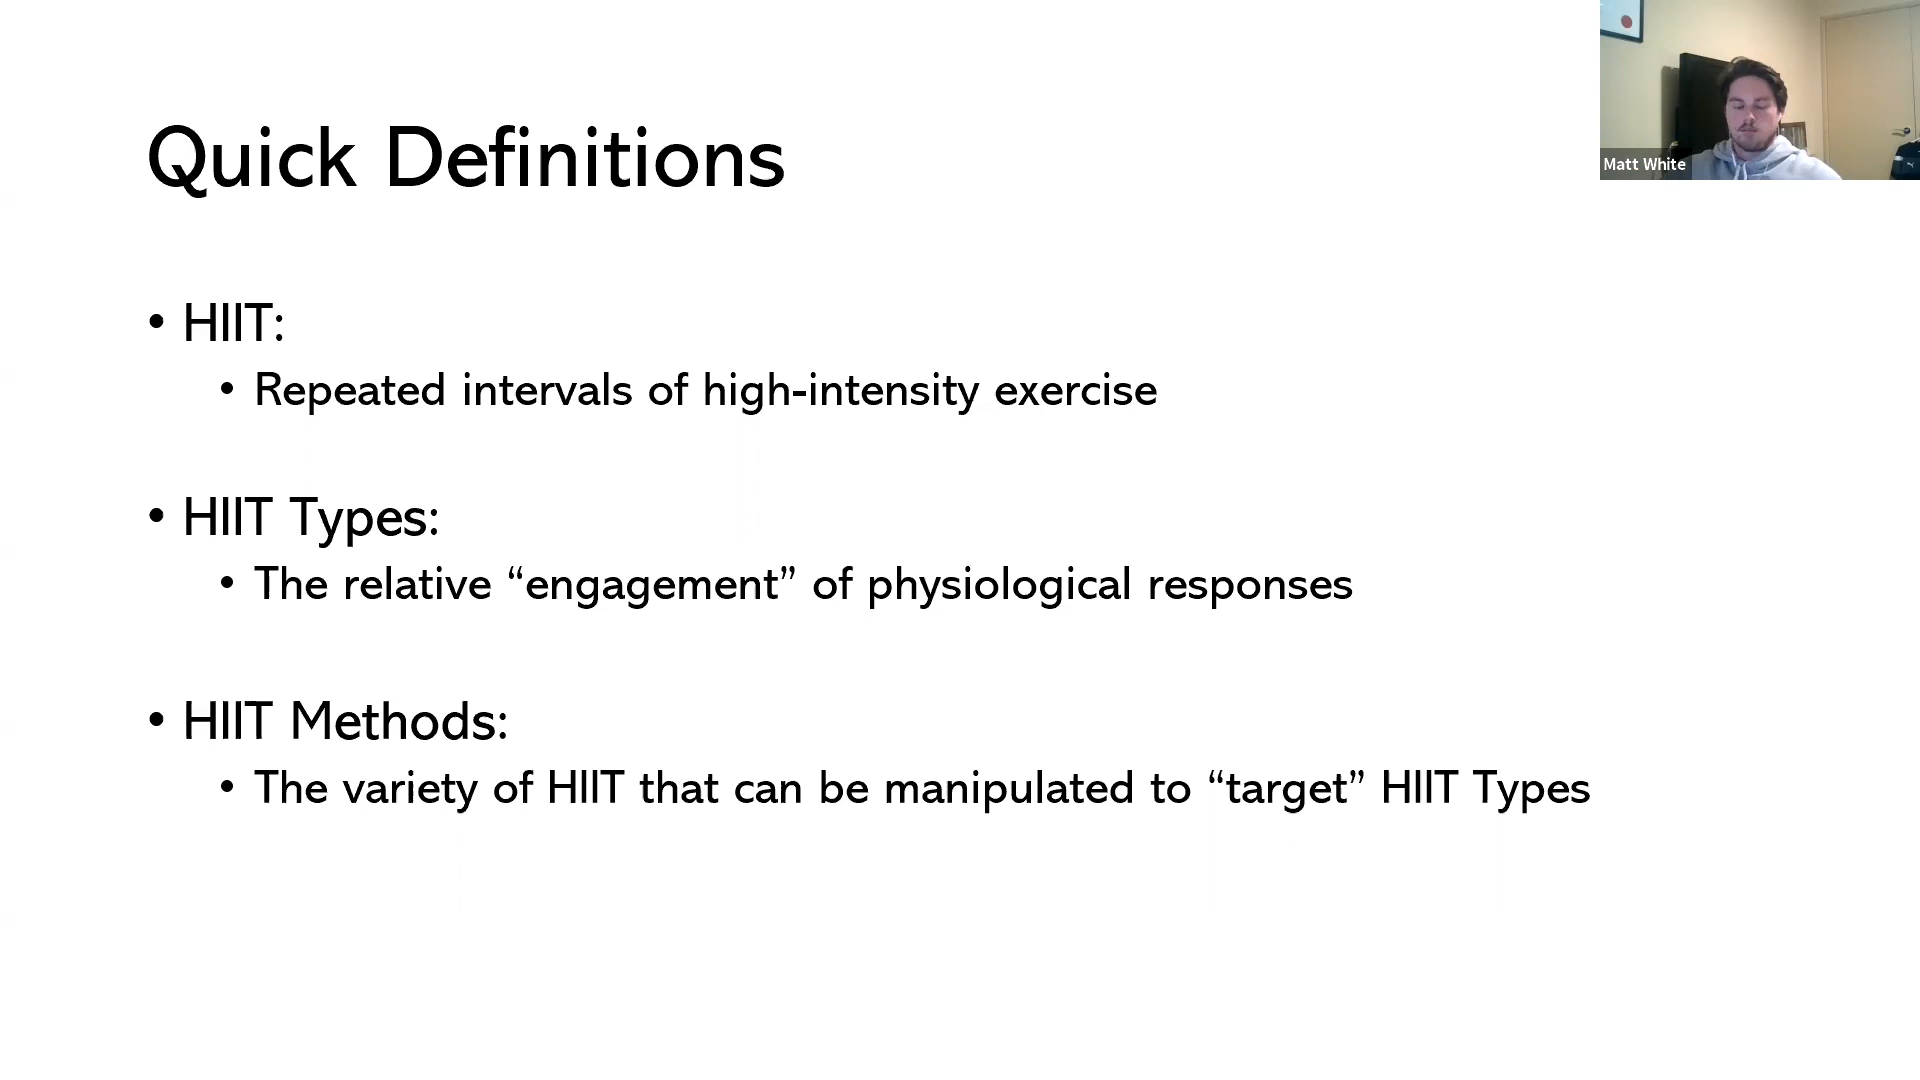 Quick Definitions
Matt White
• HIIT:
• Repeated intervals of high-intensity exercise
• HIIT Types:
• The relative “engagement” of physiological responses
• HIIT Methods:
• The variety of HIIT that can be manipulated to “target” HIIT Types